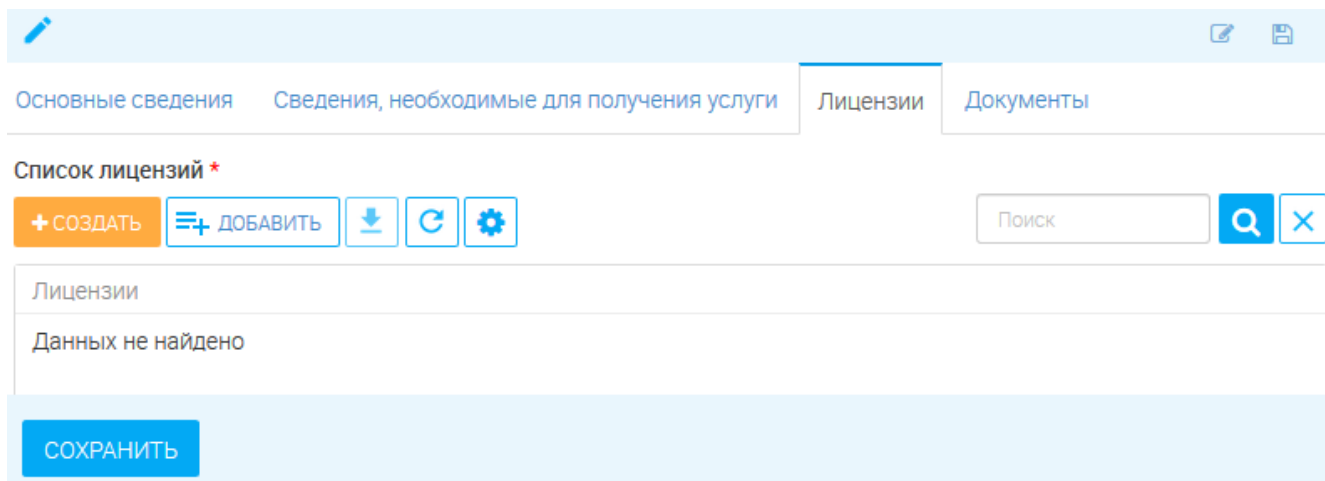 Основные сведения Сведения, необходимые для получения услуги Лицензии Документы
Список лицензий *
+ СОЗДАТЬ ДОБАВИТЬ Поиск
Лицензии
Данных не найдено
СОХРАНИТЬ